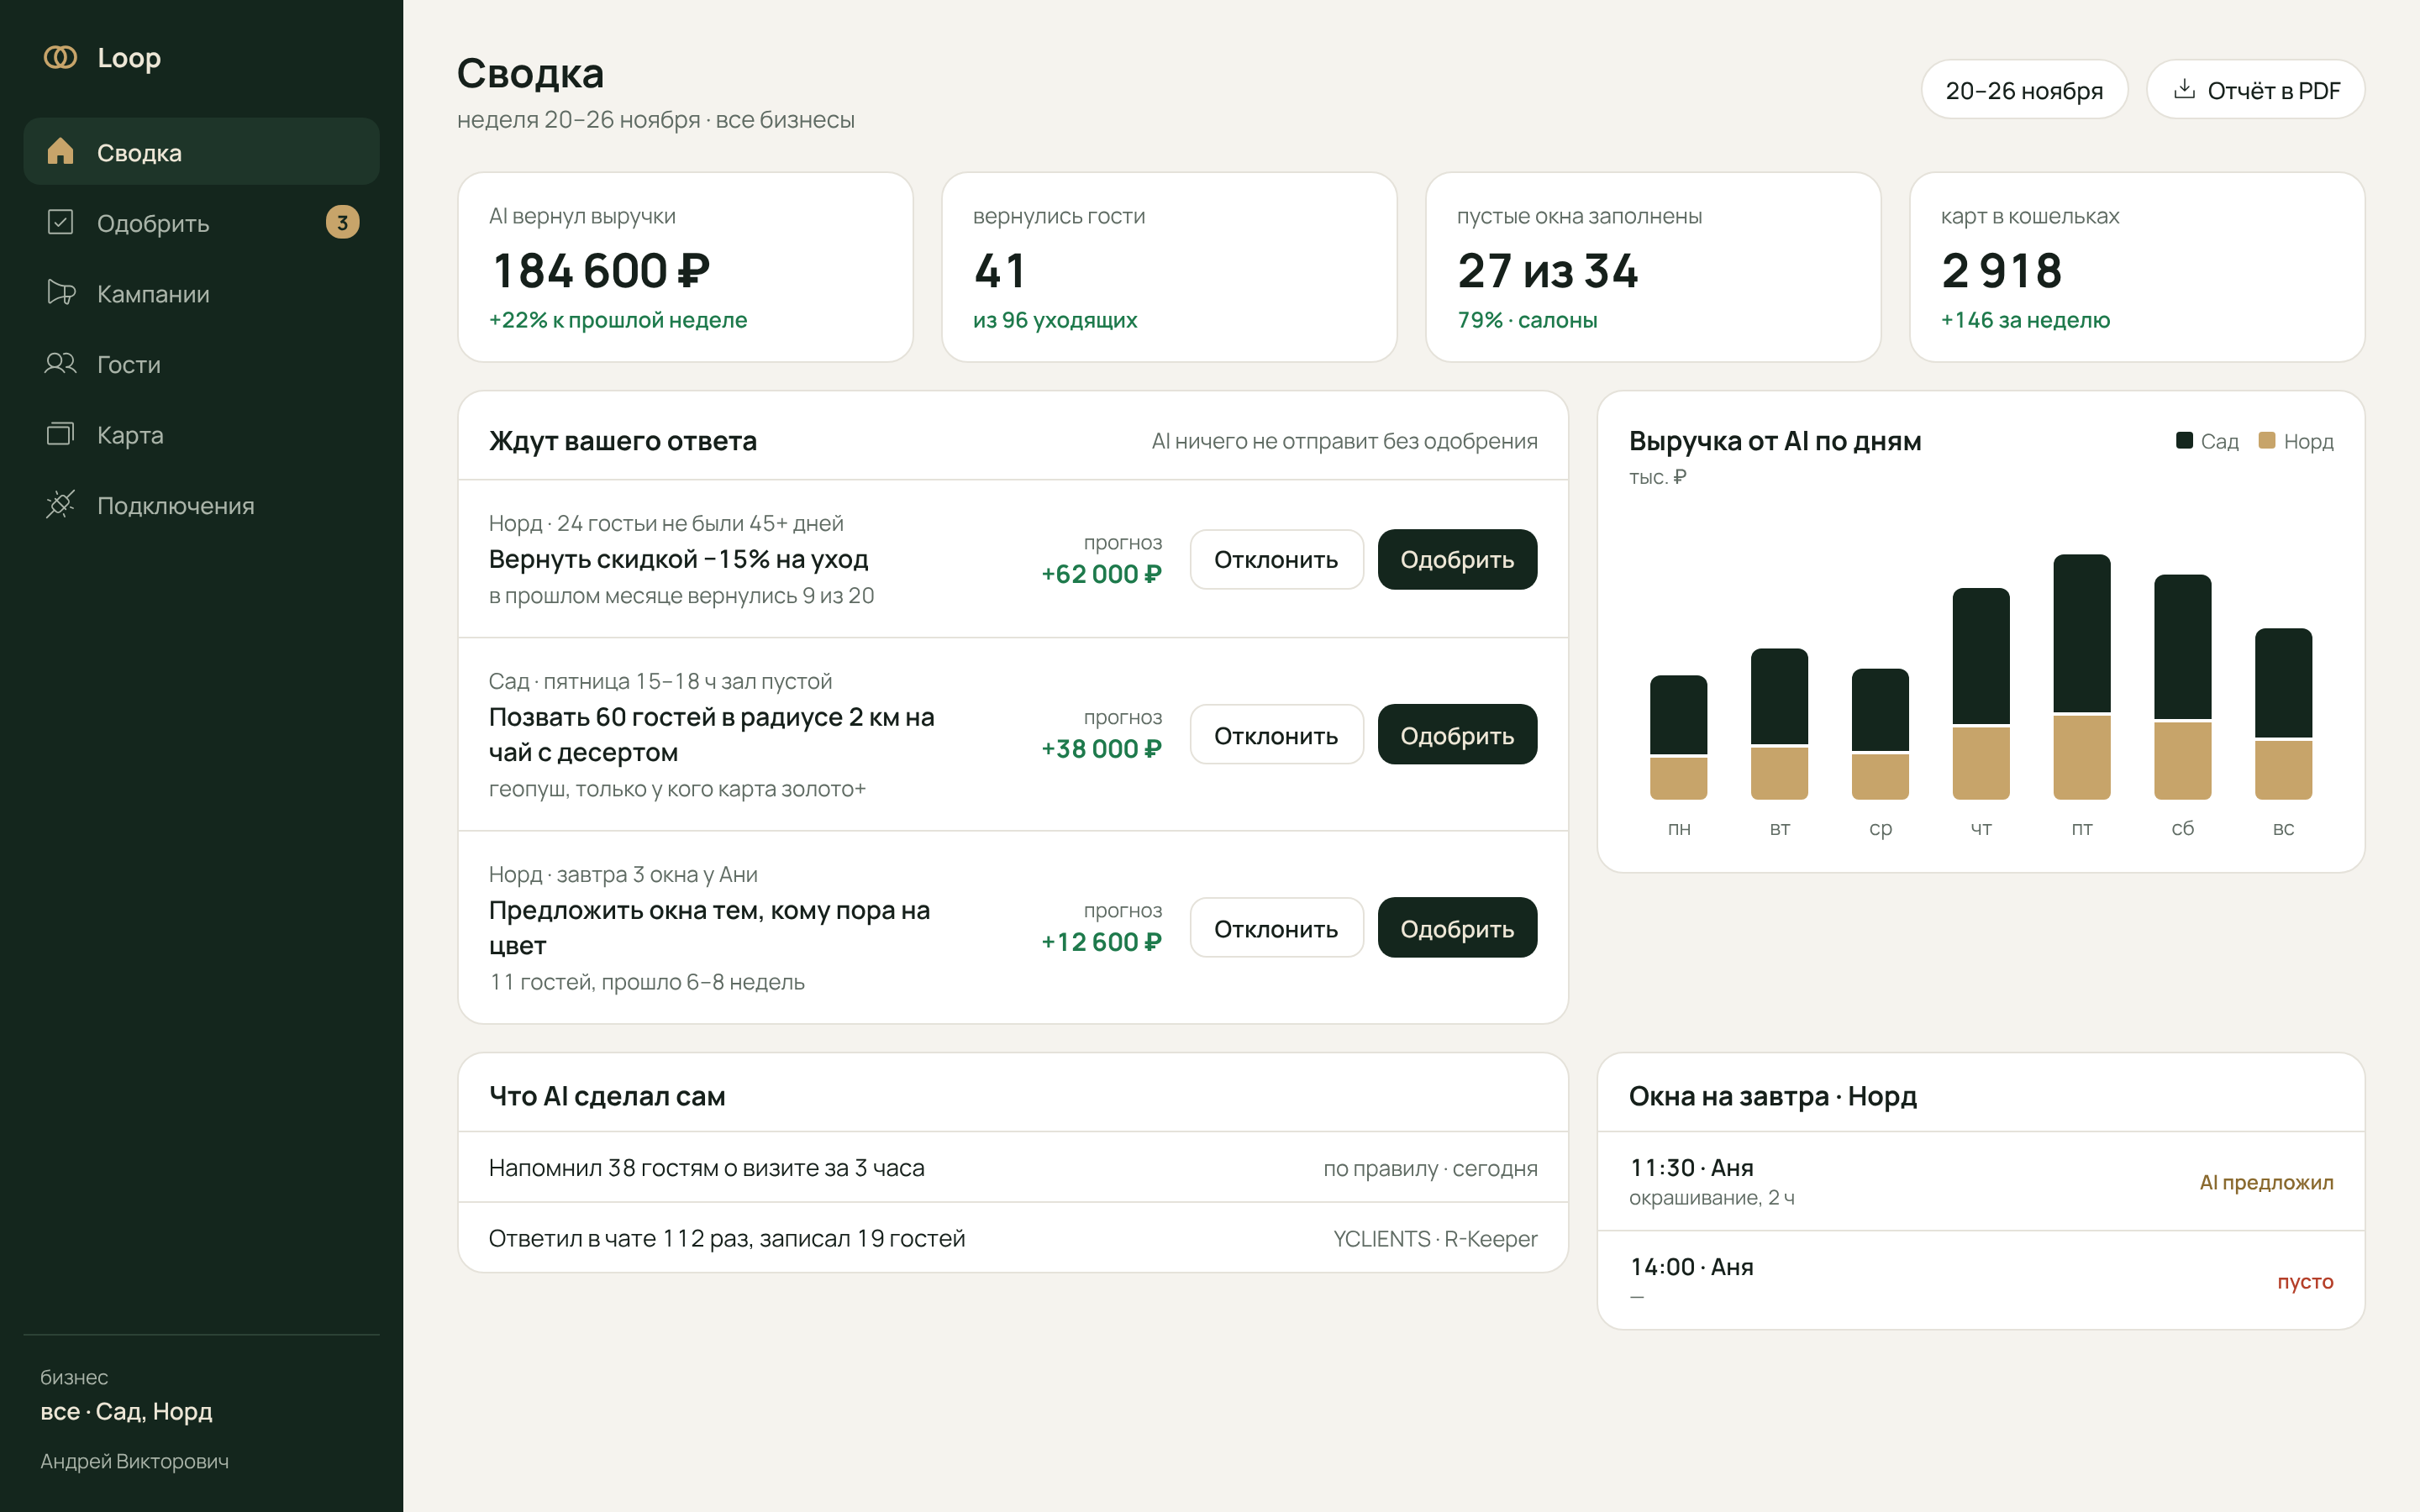 Loop
Сводка
Одобрить
3
Кампании
Гости
Карта
Подключения
бизнес
все · Сад, Норд
Андрей Викторович
Сводка
неделя 20–26 ноября · все бизнесы
20–26 ноября
Отчёт в PDF
AI вернул выручки
184 600 ₽
+22% к прошлой неделе
вернулись гости
41
из 96 уходящих
пустые окна заполнены
27 из 34
79% · салоны
карт в кошельках
2 918
+146 за неделю
Ждут вашего ответа
AI ничего не отправит без одобрения
Норд · 24 гостьи не были 45+ дней
Вернуть скидкой −15% на уход
в прошлом месяце вернулись 9 из 20
прогноз
+62 000 ₽
Отклонить
Одобрить
Сад · пятница 15–18 ч зал пустой
Позвать 60 гостей в радиусе 2 км на
чай с десертом
геопуш, только у кого карта золото+
прогноз
+38 000 ₽
Отклонить
Одобрить
Норд · завтра 3 окна у Ани
Предложить окна тем, кому пора на
цвет
11 гостей, прошло 6–8 недель
прогноз
+12 600 ₽
Отклонить
Одобрить
Выручка от AI по дням
тыс. ₽
Сад
Норд
пн
вт
ср
чт
пт
сб
вс
Что AI сделал сам
Напомнил 38 гостям о визите за 3 часа
по правилу · сегодня
Ответил в чате 112 раз, записал 19 гостей
YCLIENTS · R-Keeper
Окна на завтра · Норд
11:30 · Аня
окрашивание, 2 ч
AI предложил
14:00 · Аня
—
пусто